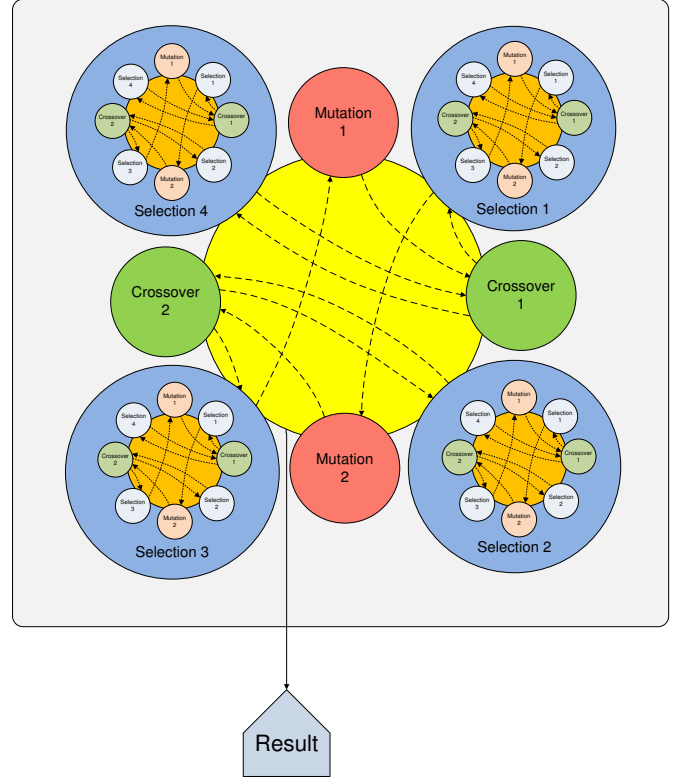 Mutation
1
Selection
4
Selection
1
Crossover
2
Crossover
1
Selection
3
Selection
2
Mutation
2
Selection 4
Mutation
1
Mutation
1
Selection
4
Selection
1
Crossover
2
Crossover
1
Selection
3
Selection
2
Mutation
2
Selection 1
Crossover
2
Crossover
1
Mutation
1
Selection
4
Selection
1
Crossover
2
Crossover
1
Selection
3
Selection
2
Mutation
2
Selection 3
Mutation
2
Mutation
1
Selection
4
Selection
1
Crossover
2
Crossover
1
Selection
3
Selection
2
Mutation
2
Selection 2
Result